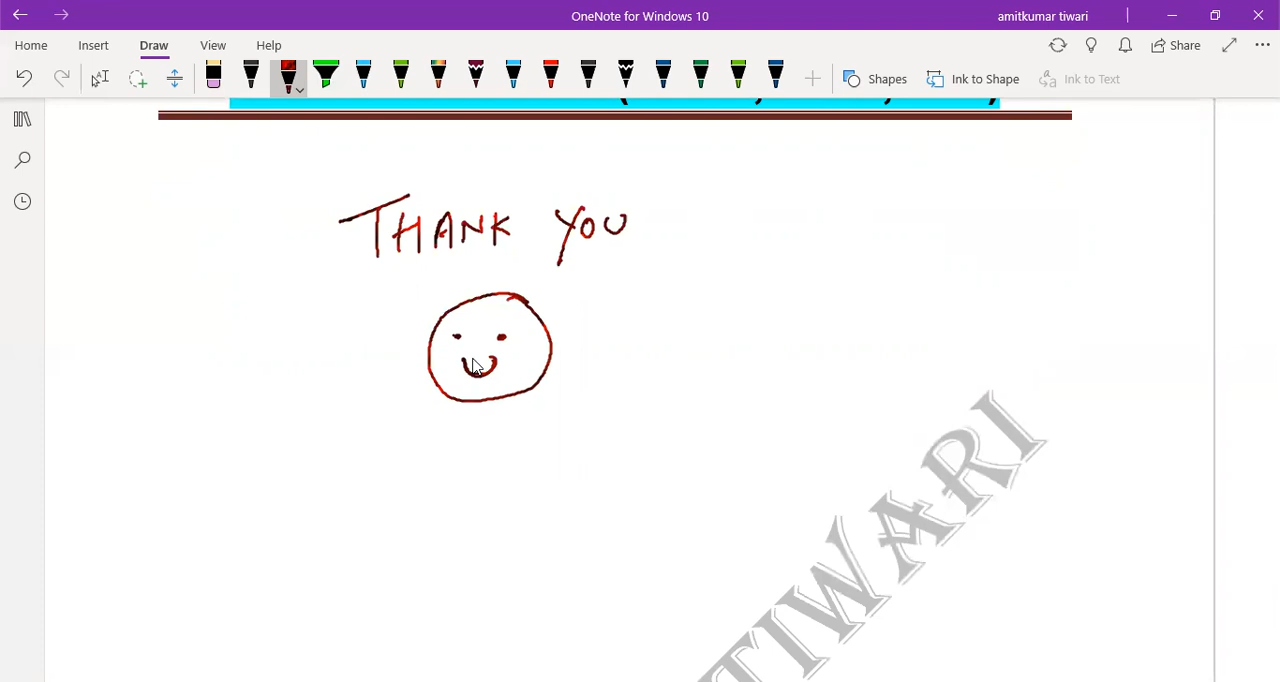 OneNote for Windows 10
amitkumar tiwari
Home Insert Draw View Help
Share
Shapes Ink to Shape Ink to Text
THANK YOU
TIWARI